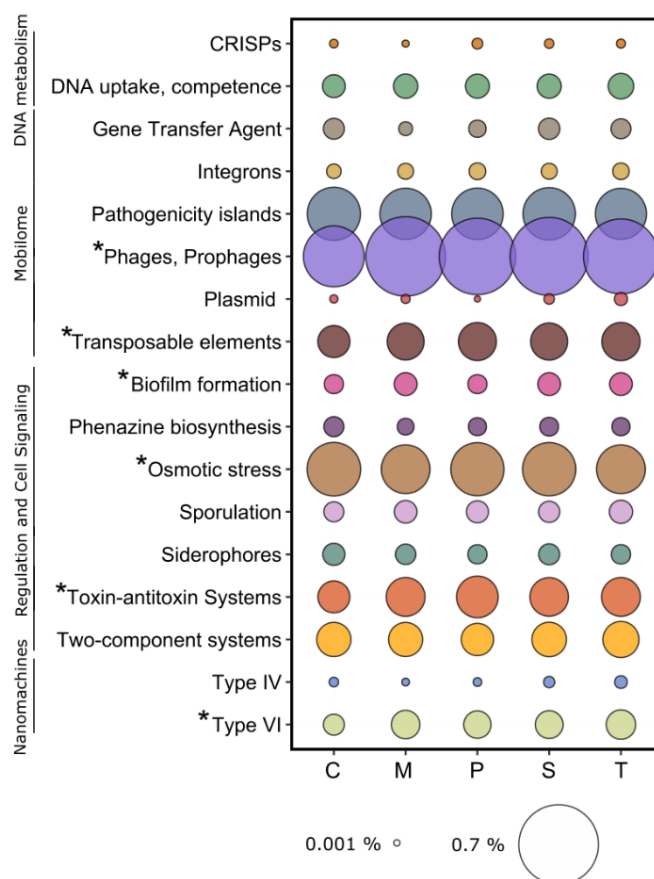 DNA metabolism
CRISPs
DNA uptake, competence
Mobilome
Gene Transfer Agent
Integrons
Pathogenicity islands
*Phages, Prophages
Plasmid
*Transposable elements
Regulation and Cell Signaling
*Biofilm formation
Phenazine biosynthesis
*Osmotic stress
Sporulation
Siderophores
*Toxin-antitoxin Systems
Two-component systems
Nanomachines
Type IV
*Type VI
C M P S T
0.001 % 0.7 %